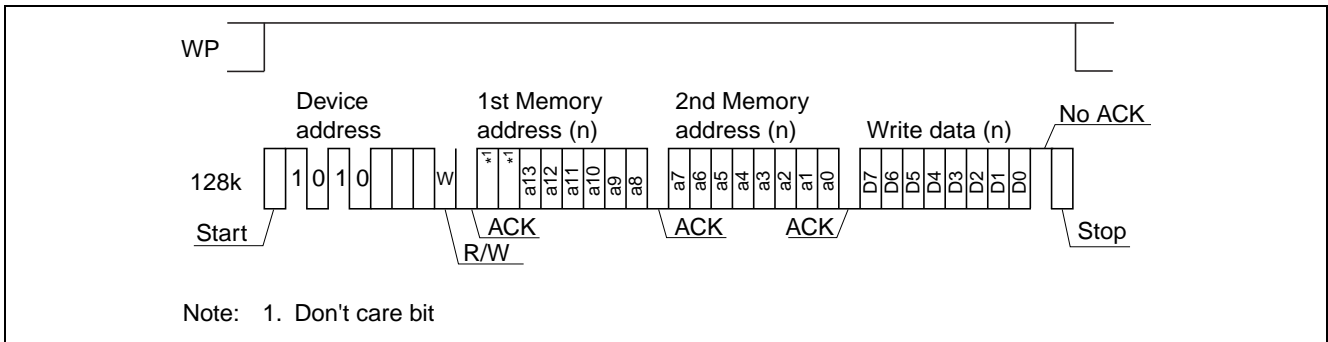 WP
Device address
1st Memory address (n)
2nd Memory address (n)
Write data (n)
No ACK
128k
1 0 1 0 W *1 *1 a13 a12 a11 a10 a9 a8 a7 a6 a5 a4 a3 a2 a1 a0 D7 D6 D5 D4 D3 D2 D1 D0
Start
R/W
ACK
ACK
ACK
Stop
Note: 1. Don't care bit